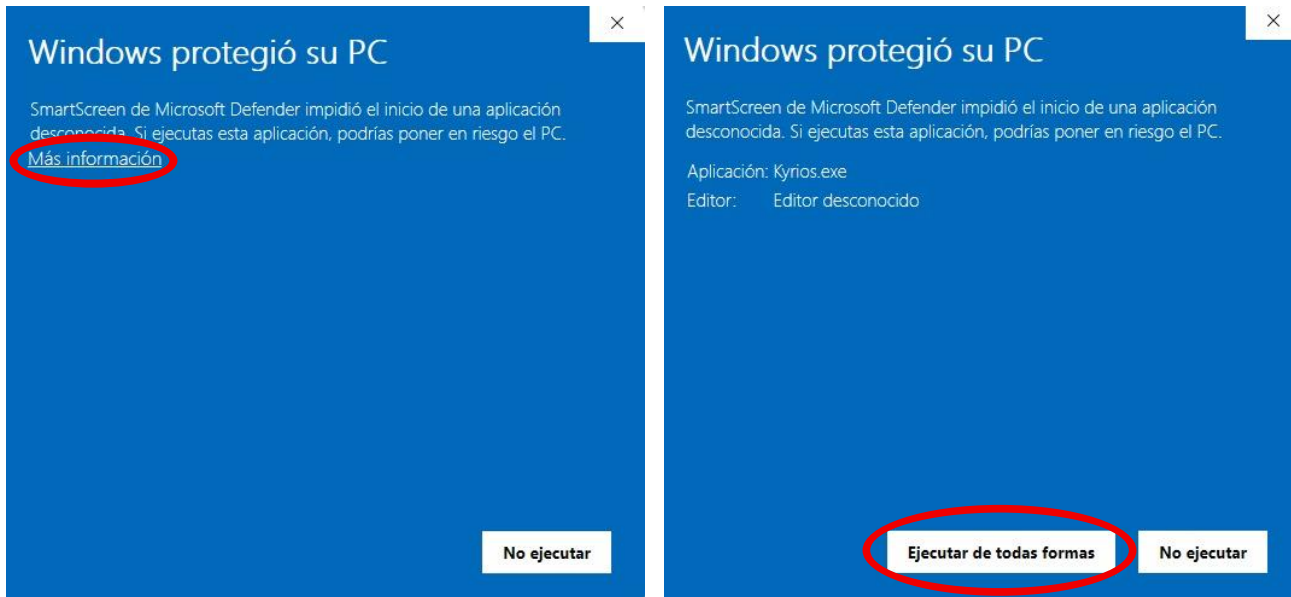 Windows protegió su PC
SmartScreen de Microsoft Defender impidió el inicio de una aplicación
desconocida. Si ejecutas esta aplicación, podrías poner en riesgo el PC.
Más información
No ejecutar
Windows protegió su PC
SmartScreen de Microsoft Defender impidió el inicio de una aplicación
desconocida. Si ejecutas esta aplicación, podrías poner en riesgo el PC.
Aplicación: Kyrios.exe
Editor: Editor desconocido
Ejecutar de todas formas
No ejecutar